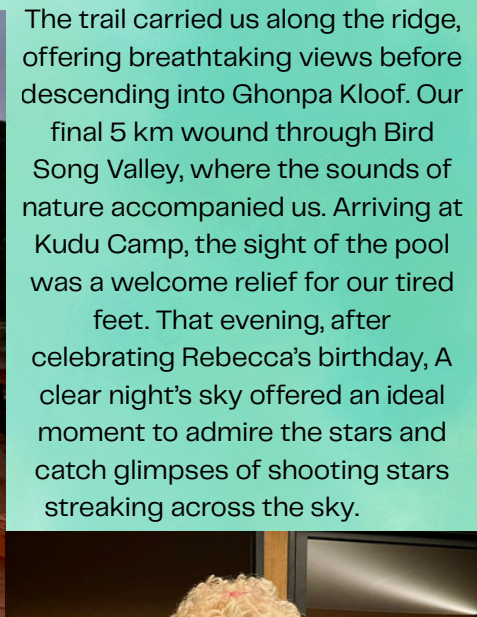 The trail carried us along the ridge,
offering breathtaking views before
descending into Ghonpa Kloof. Our
final 5 km wound through Bird
Song Valley, where the sounds of
nature accompanied us. Arriving at
Kudu Camp, the sight of the pool
was a welcome relief for our tired
feet. That evening, after
celebrating Rebecca’s birthday, A
clear night’s sky offered an ideal
moment to admire the stars and
catch glimpses of shooting stars
streaking across the sky.